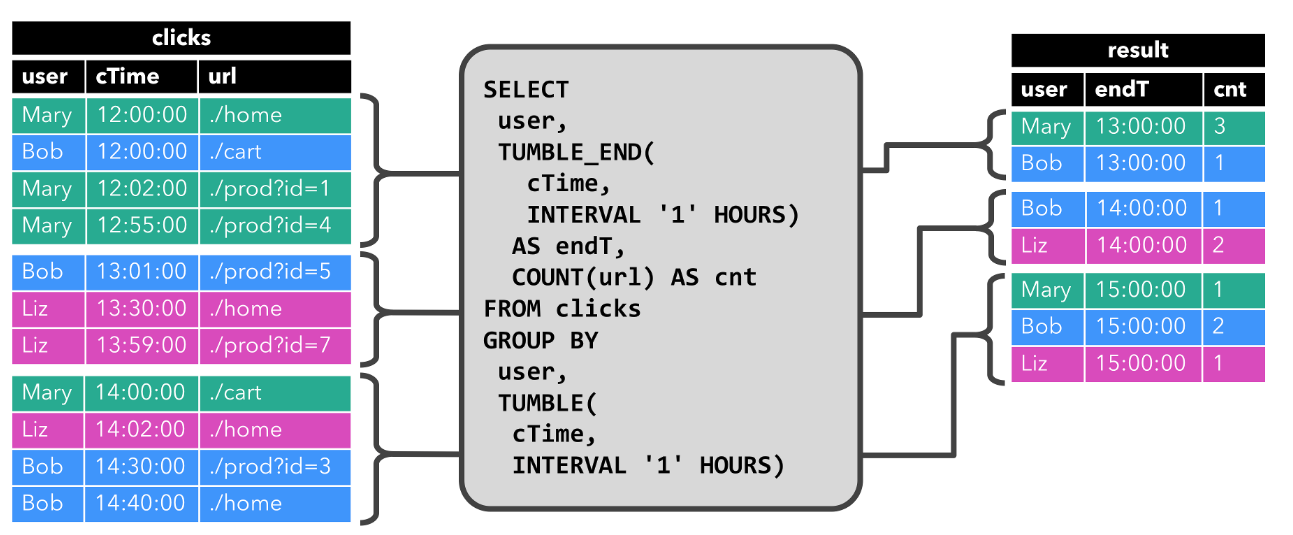 clicks
user cTime url
Mary 12:00:00 ./home
Bob 12:00:00 ./cart
Mary 12:02:00 ./prod?id=1
Mary 12:55:00 ./prod?id=4
Bob 13:01:00 ./prod?id=5
Liz 13:30:00 ./home
Liz 13:59:00 ./prod?id=7
Mary 14:00:00 ./cart
Liz 14:02:00 ./home
Bob 14:30:00 ./prod?id=3
Bob 14:40:00 ./home
SELECT
user,
TUMBLE_END(
cTime,
INTERVAL '1' HOURS)
AS endT,
COUNT(url) AS cnt
FROM clicks
GROUP BY
user,
TUMBLE(
cTime,
INTERVAL '1' HOURS)
result
user endT cnt
Mary 13:00:00 3
Bob 13:00:00 1
Bob 14:00:00 1
Liz 14:00:00 2
Mary 15:00:00 1
Bob 15:00:00 2
Liz 15:00:00 1